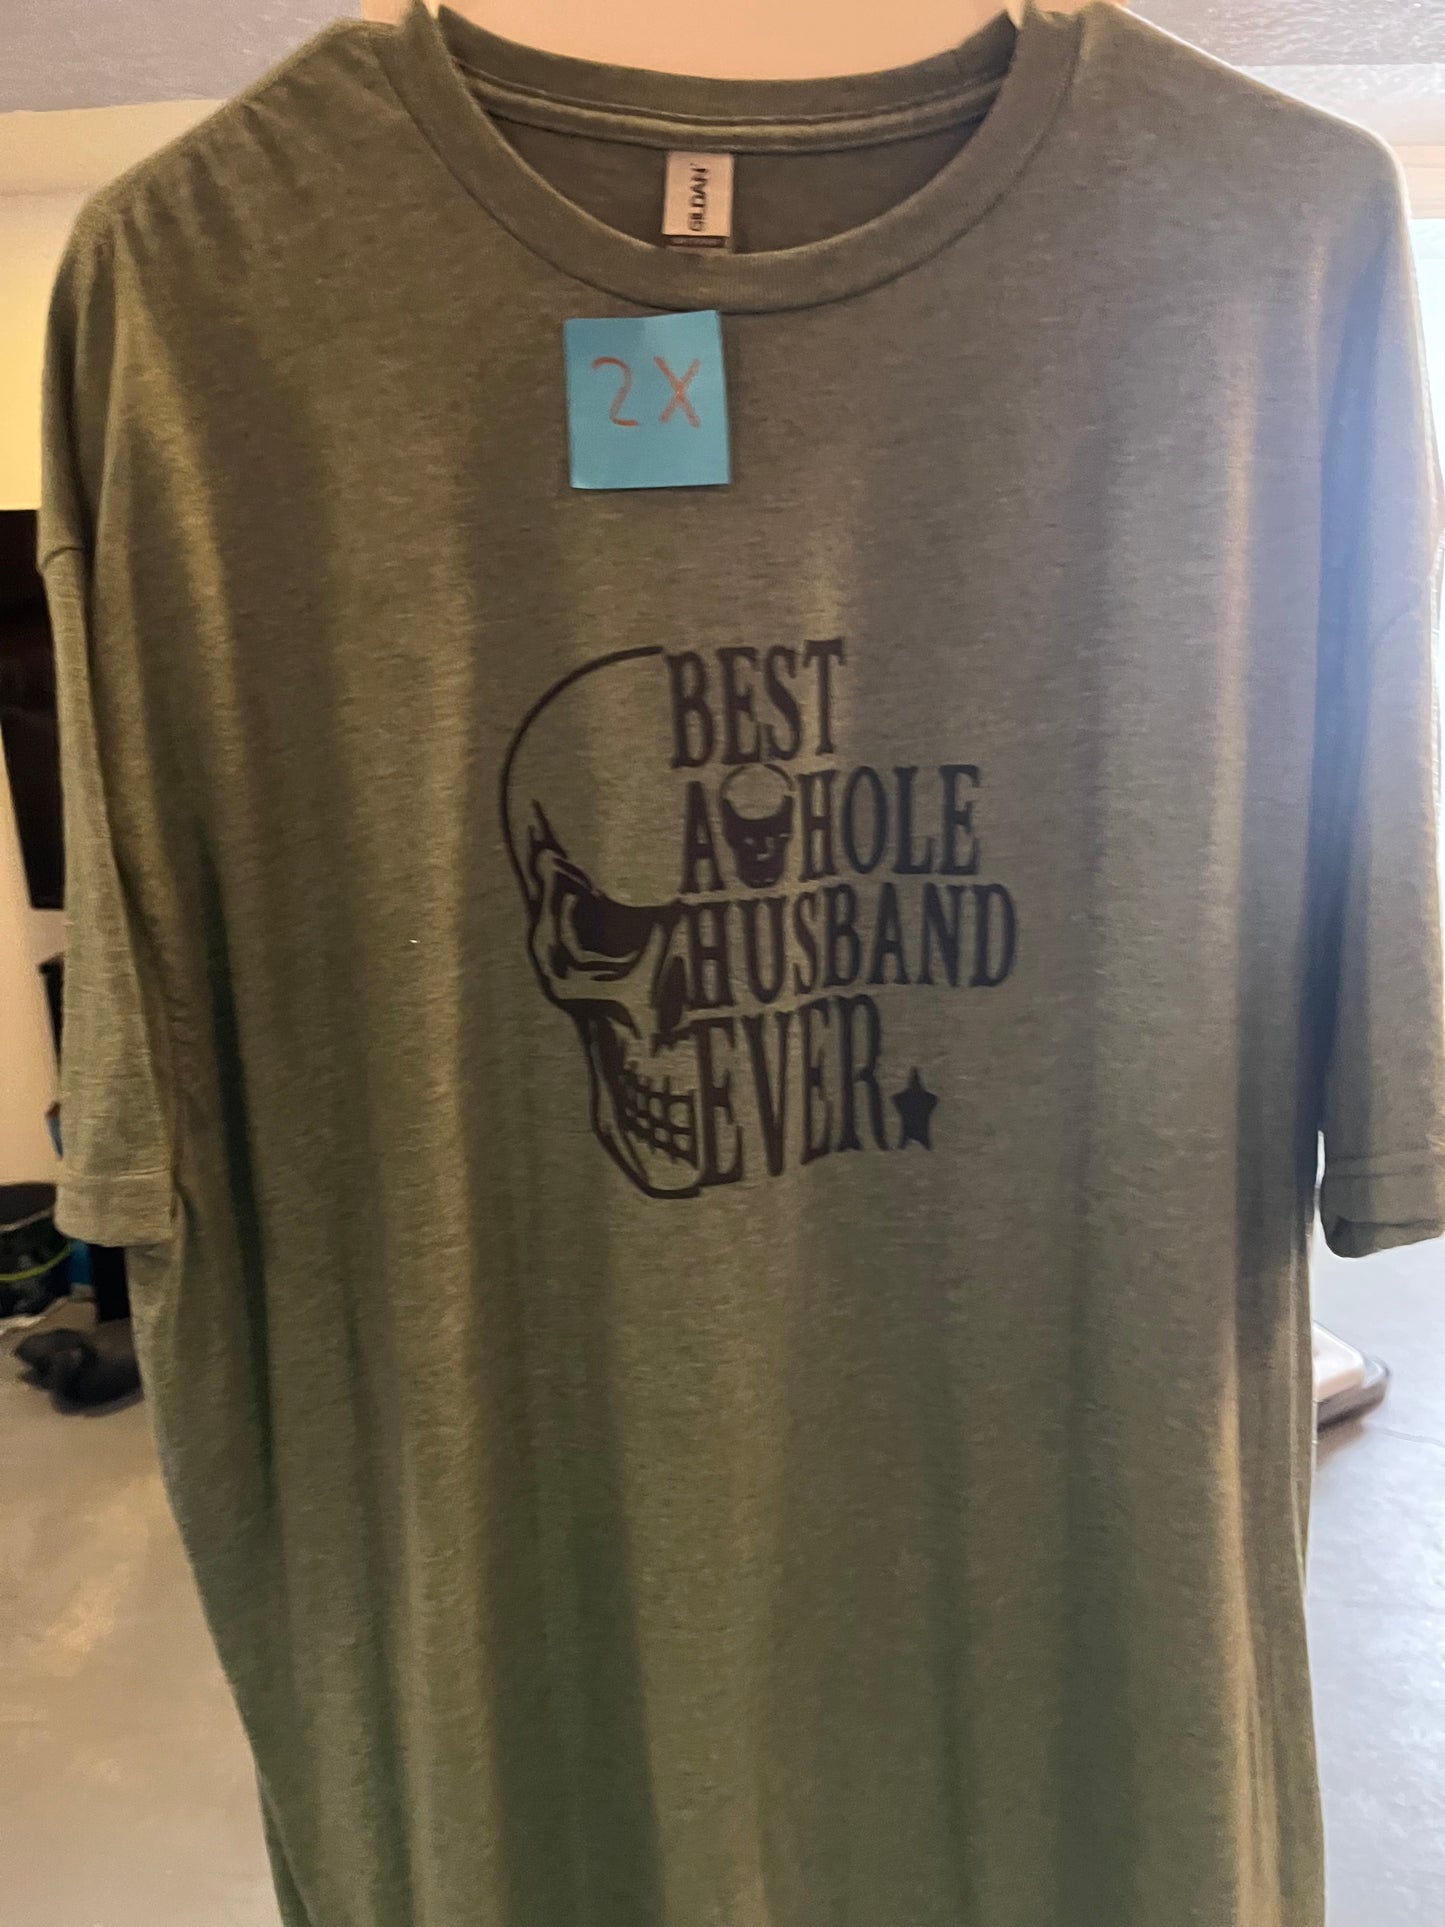 GILDAN
2X
BEST
A HOLE
HUSBAND
EVER